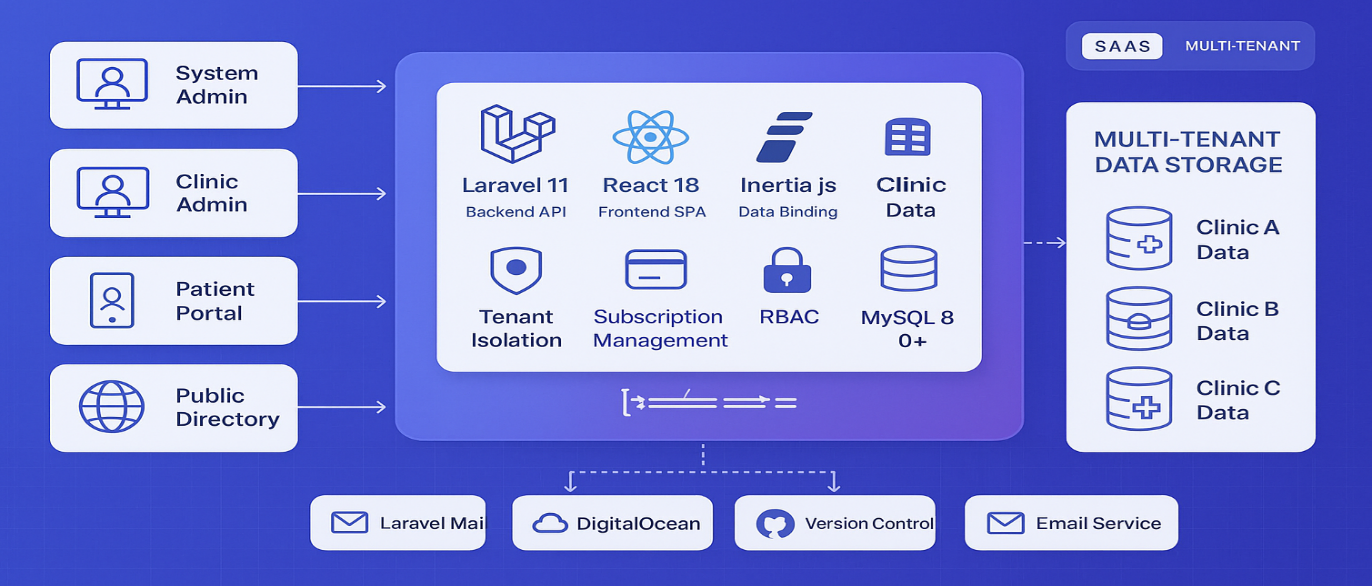 System
Admin
Clinic
Admin
Patient
Portal
Public
Directory
Laravel 11
Backend API
React 18
Frontend SPA
Inertia js
Data Binding
Clinic
Data
Tenant
Isolation
Subscription
Management
RBAC
MySQL 8
0+
SAAS
MULTI-TENANT
MULTI-TENANT
DATA STORAGE
Clinic A
Data
Clinic B
Data
Clinic C
Data
Laravel Mai
DigitalOcean
Version Control
Email Service